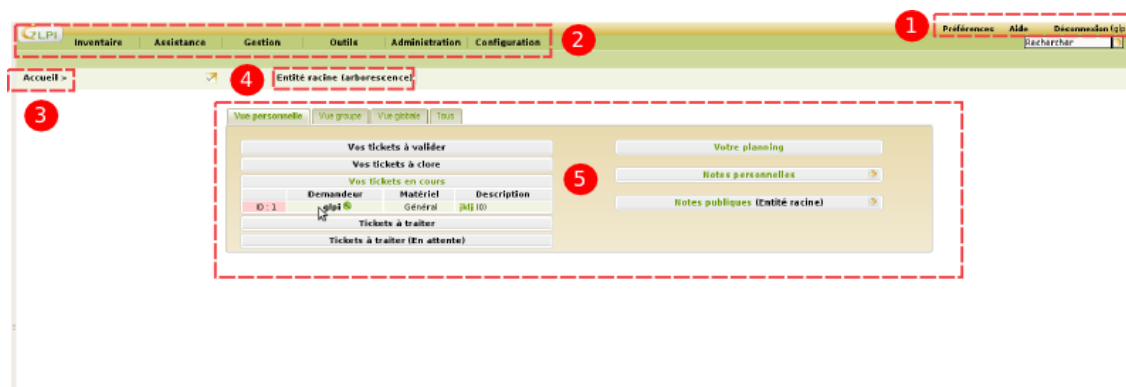 GLPI
Préférences Aide Déconnexion (glp
1
Inventaire Assistance Gestion Outils Administration Configuration
2
Rechercher
Accueil >
4
Entité racine (arborescence)
3
Vue personnelle Vue groupe Vue globale Tous
Vos tickets à valider
Votre planning
Vos tickets à clore
Vos tickets en cours
Notes personnelles
5
Demandeur Matériel Description
ID : 1 glpi Général jklj (0)
Notes publiques (Entité racine)
Tickets à traiter
Tickets à traiter (En attente)